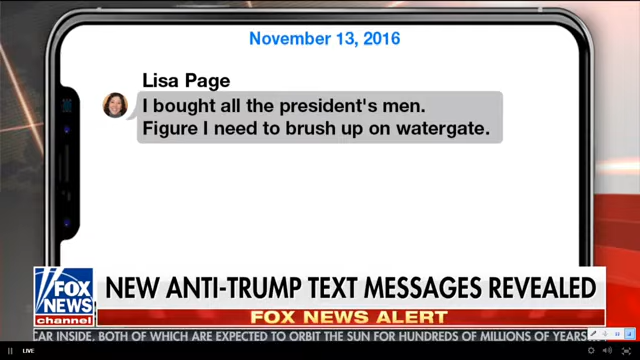 November 13, 2016
Lisa Page
I bought all the president's men.
Figure I need to brush up on watergate.
FOX
NEWS
channel
NEW ANTI-TRUMP TEXT MESSAGES REVEALED
FOX NEWS ALERT
CAR INSIDE. BOTH OF WHICH ARE EXPECTED TO ORBIT THE SUN FOR HUNDREDS OF MILLIONS OF YEARS
LIVE